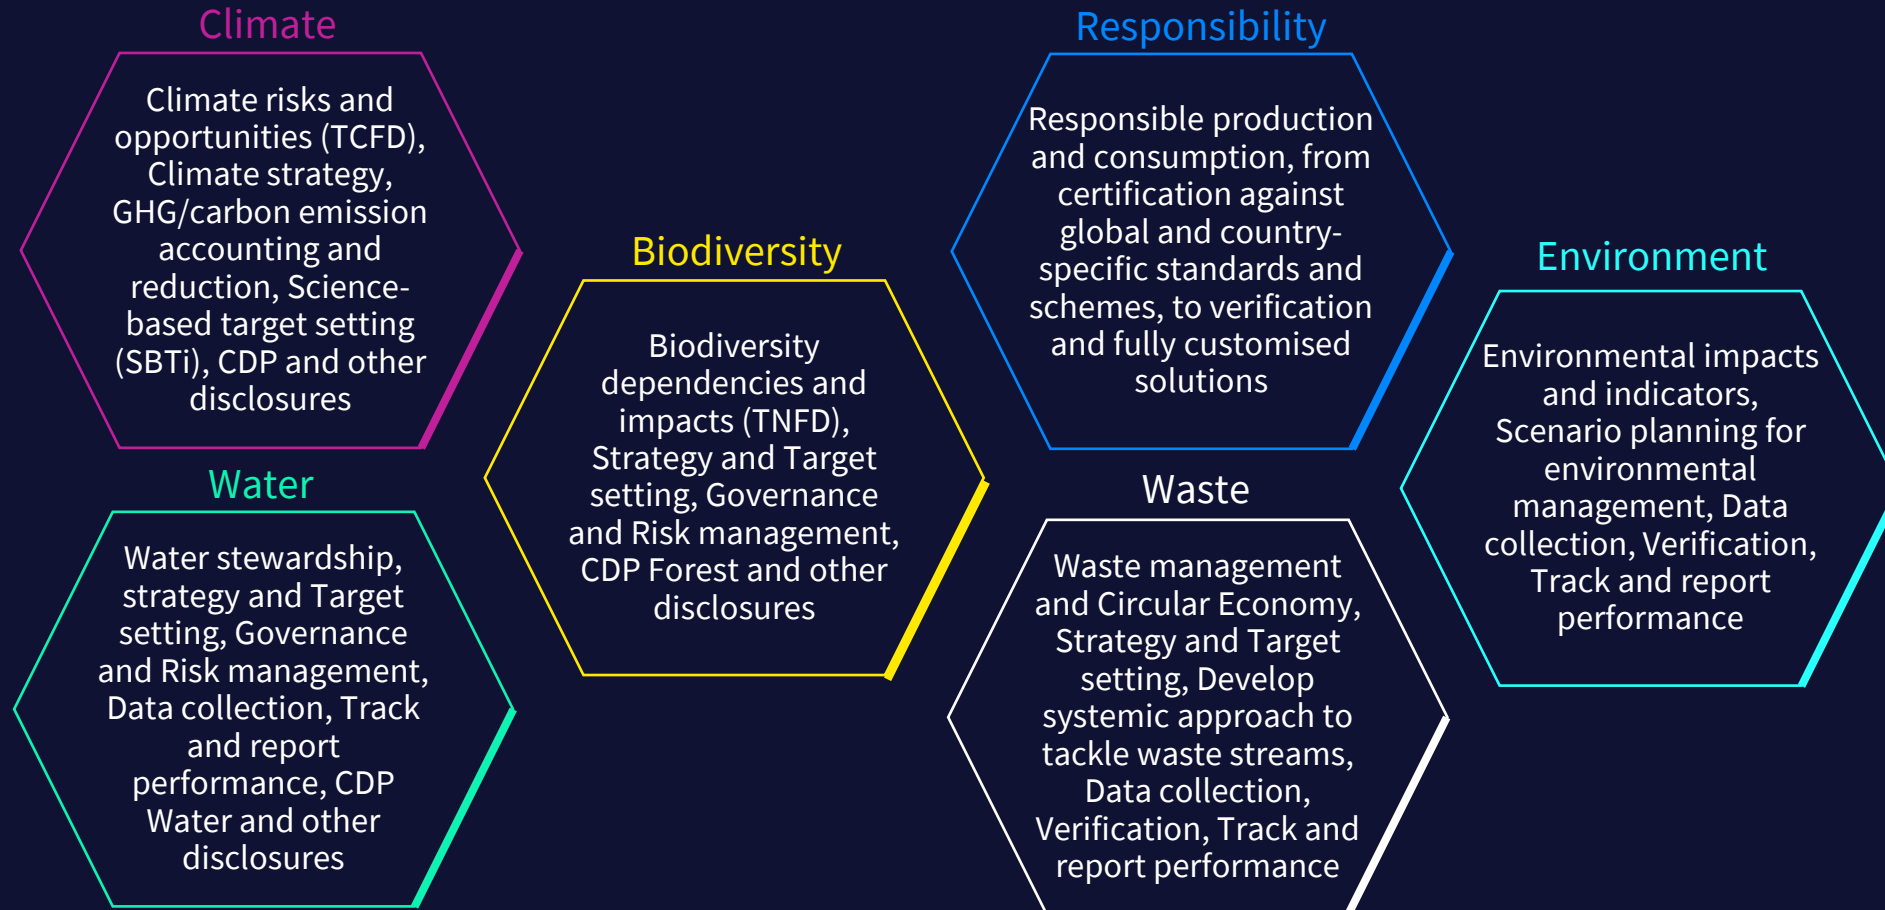 Climate
Climate risks and
opportunities (TCFD),
Climate strategy,
GHG/carbon emission
accounting and
reduction, Science-
based target setting
(SBTi), CDP and other
disclosures
Water
Water stewardship,
strategy and Target
setting, Governance
and Risk management,
Data collection, Track
and report
performance, CDP
Water and other
disclosures
Biodiversity
Biodiversity
dependencies and
impacts (TNFD),
Strategy and Target
setting, Governance
and Risk management,
CDP Forest and other
disclosures
Responsibility
Responsible production
and consumption, from
certification against
global and country-
specific standards and
schemes, to verification
and fully customised
solutions
Waste
Waste management
and Circular Economy,
Strategy and Target
setting, Develop
systemic approach to
tackle waste streams,
Data collection,
Verification, Track and
report performance
Environment
Environmental impacts
and indicators,
Scenario planning for
environmental
management, Data
collection, Verification,
Track and report
performance